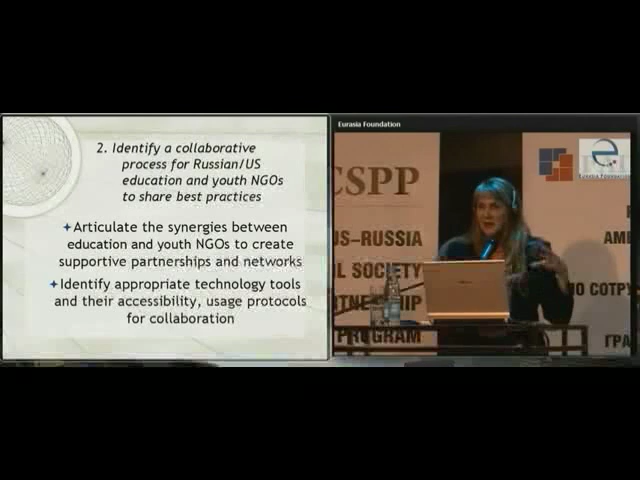 2. Identify a collaborative
process for Russian/US
education and youth NGOs
to share best practices
Articulate the synergies between
education and youth NGOs to create
supportive partnerships and networks
Identify appropriate technology tools
and their accessibility, usage protocols
for collaboration
Eurasia Foundation
CSPP
US-RUSSIA
SOCIETY
PROGRAM
e
Eurasia Foundation
АМЕ
НО СОТРУ
ГРА